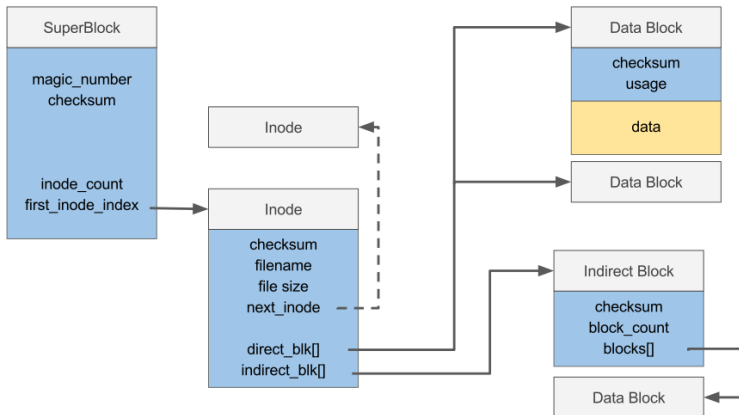 SuperBlock
magic_number
checksum
inode_count
first_inode_index
Inode
Inode
checksum
filename
file size
next_inode
direct_blk[]
indirect_blk[]
Data Block
checksum
usage
data
Data Block
Indirect Block
checksum
block_count
blocks[]
Data Block